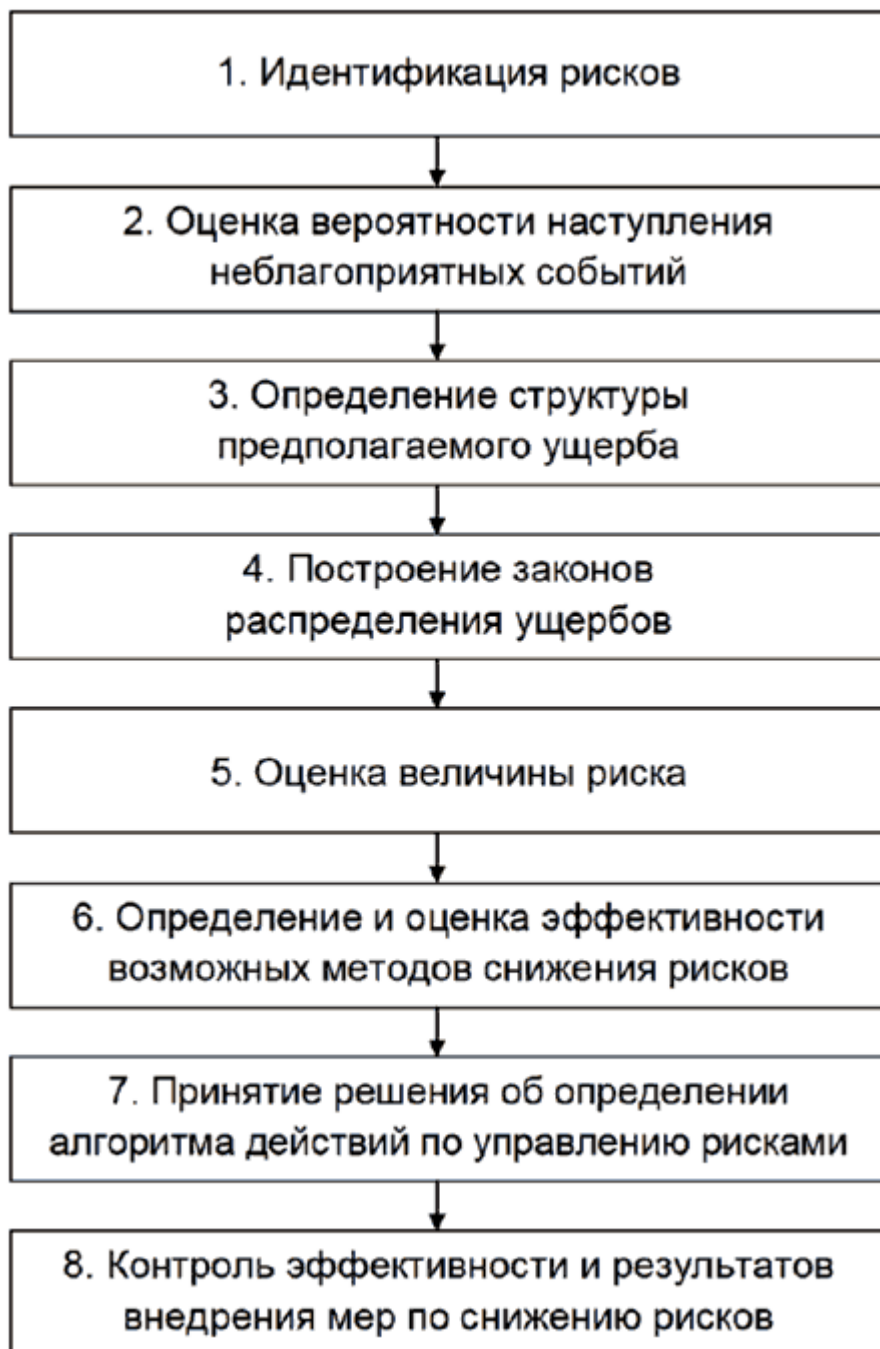 1. Идентификация рисков
2. Оценка вероятности наступления
неблагоприятных событий
3. Определение структуры
предполагаемого ущерба
4. Построение законов
распределения ущербов
5. Оценка величины риска
6. Определение и оценка эффективности
возможных методов снижения рисков
7. Принятие решения об определении
алгоритма действий по управлению рисками
8. Контроль эффективности и результатов
внедрения мер по снижению рисков